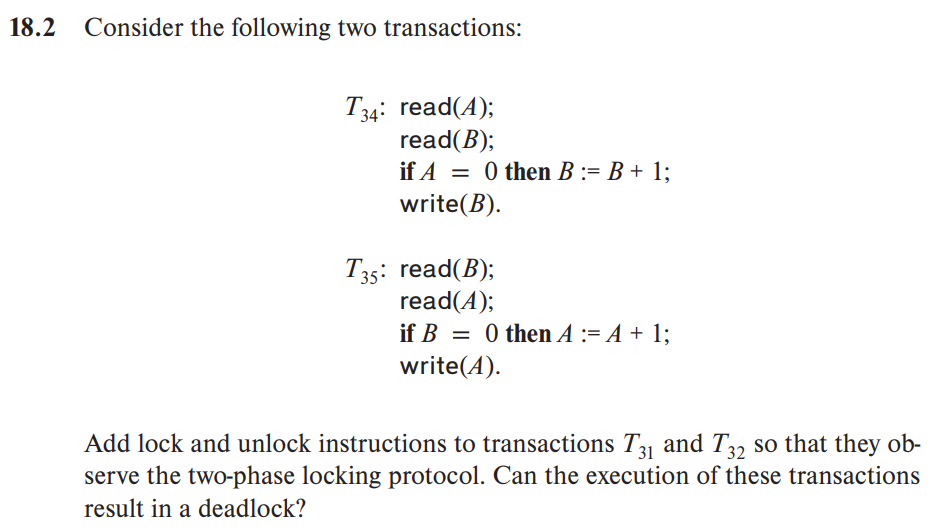 18.2 Consider the following two transactions:
T34: read(A);
read(B);
if A = 0 then B := B + 1;
write(B).
T35: read(B);
read(A);
if B = 0 then A := A + 1;
write(A).
Add lock and unlock instructions to transactions T31 and T32 so that they ob-
serve the two-phase locking protocol. Can the execution of these transactions
result in a deadlock?